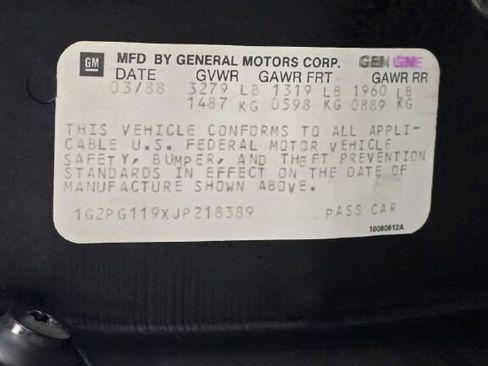 GM MFD BY GENERAL MOTORS CORP.
DATE GVWR GAWR FRT GAWR RR
03/88 3279 LB 1319 LB 1960 LB
1487 KG 0598 KG 0889 KG
THIS VEHICLE CONFORMS TO ALL APPLI-
CABLE U.S. FEDERAL MOTOR VEHICLE
SAFETY, BUMPER, AND THEFT PREVENTION
STANDARDS IN EFFECT ON THE DATE OF
MANUFACTURE SHOWN ABOVE.
1G2PG119XJP218389 PASS CAR
10080812A